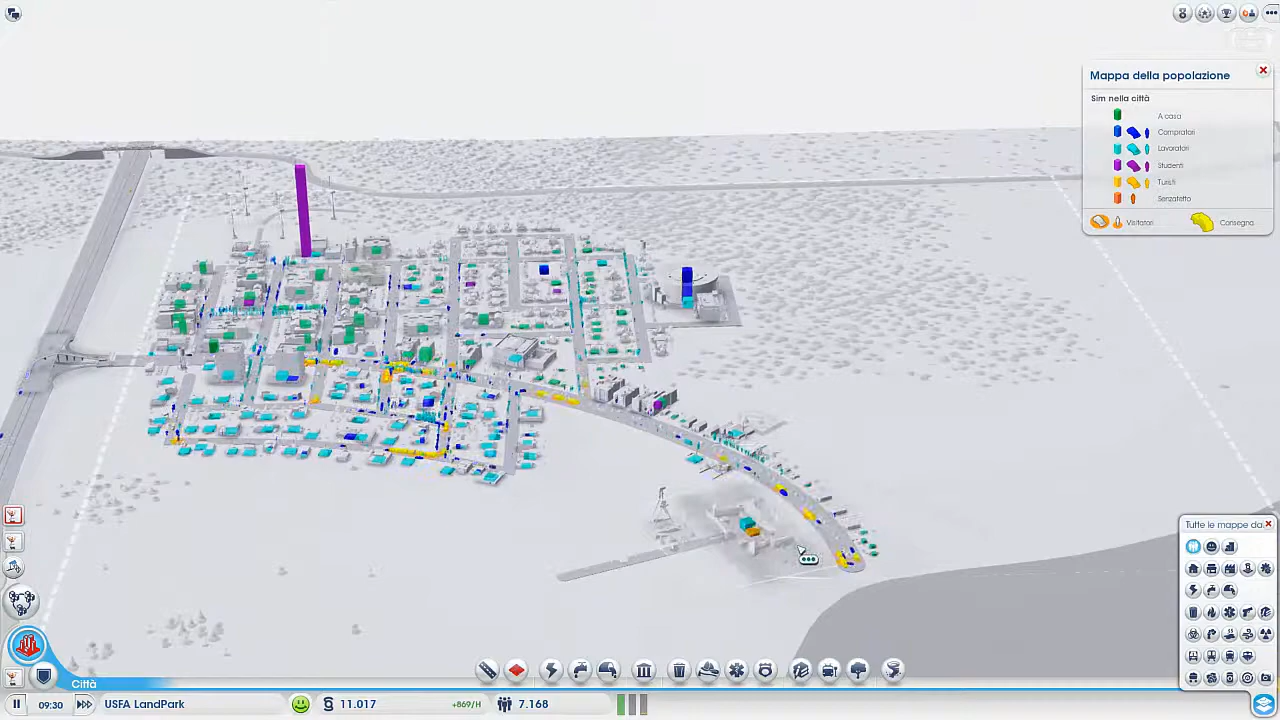 Mappa della popolazione
Sim nella città
A casa
Compratori
Lavoratori
Studenti
Turisti
Senzatetto
Visitatori
Consegna
Tutte le mappe da
Città
09:30
USFA LandPark
11.017
+869/H
7.168